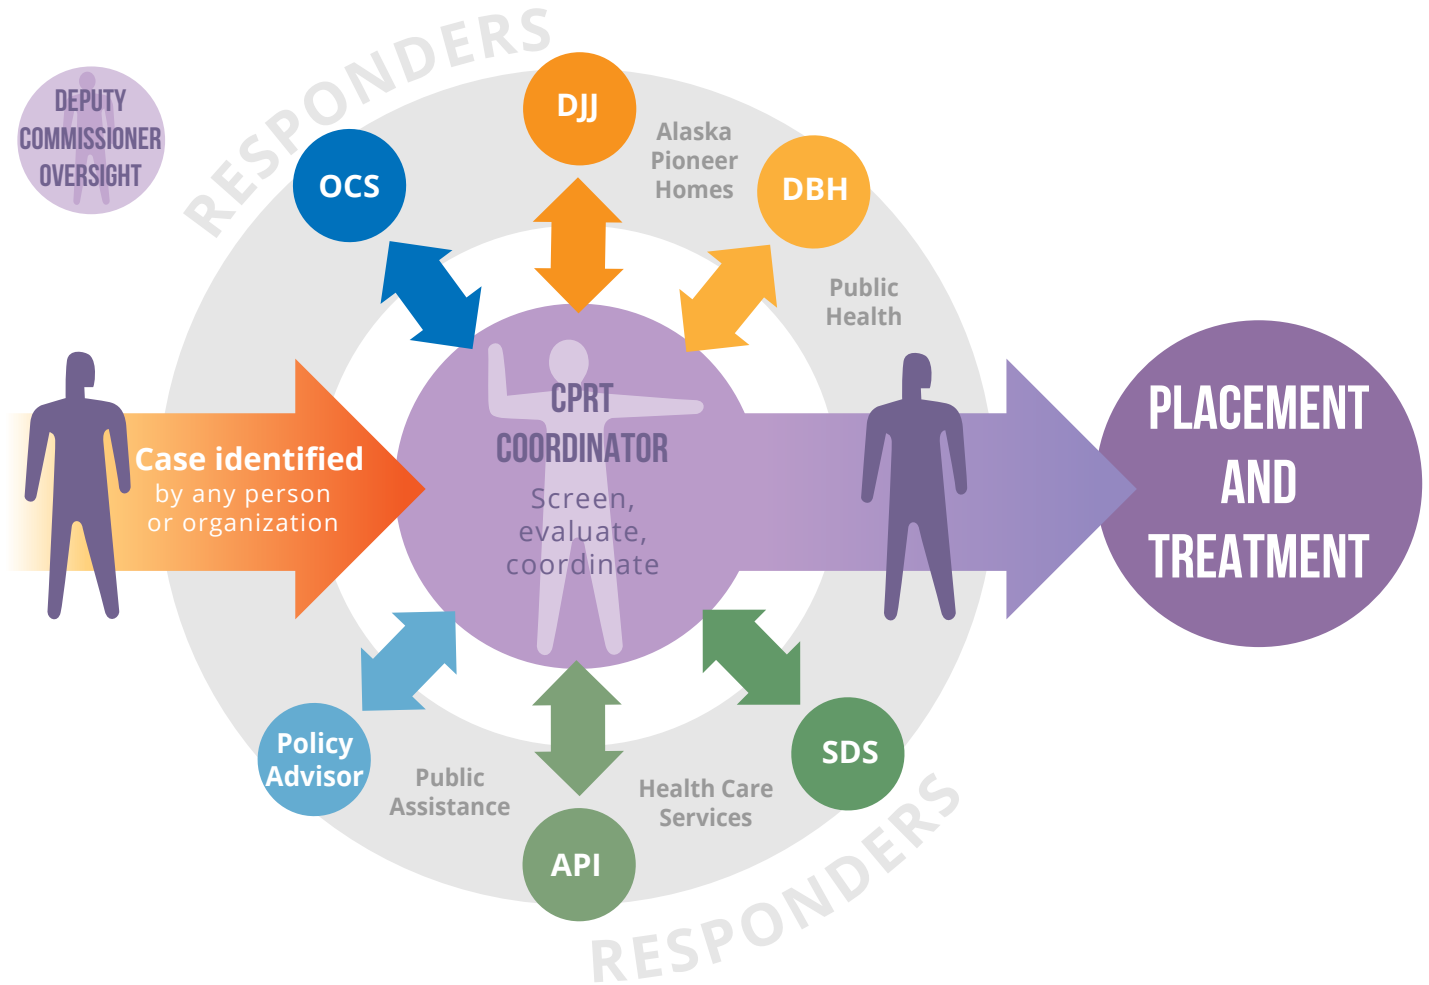 RESPONDERS
DEPUTY
COMMISSIONER
OVERSIGHT
OCS
DJJ
Alaska
Pioneer
Homes
DBH
Public
Health
Case identified
by any person
or organization
CPRT
COORDINATOR
Screen,
evaluate,
coordinate
PLACEMENT
AND
TREATMENT
Policy
Advisor
Public
Assistance
API
Health Care
Services
SDS
RESPONDERS